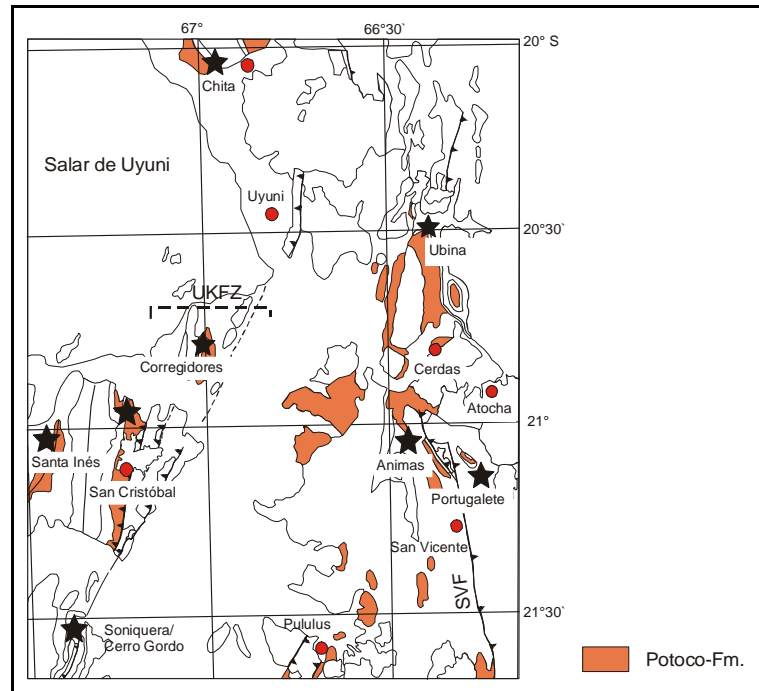 67°
66°30`
20° S
Chita
Salar de Uyuni
Uyuni
20°30`
Ubina
UKFZ
Corregidores
Cerdas
Atocha
21°
Santa Inés
Animas
San Cristóbal
Portugalete
San Vicente
SVF
21°30`
Pululus
Soniquera/
Cerro Gordo
Potoco-Fm.